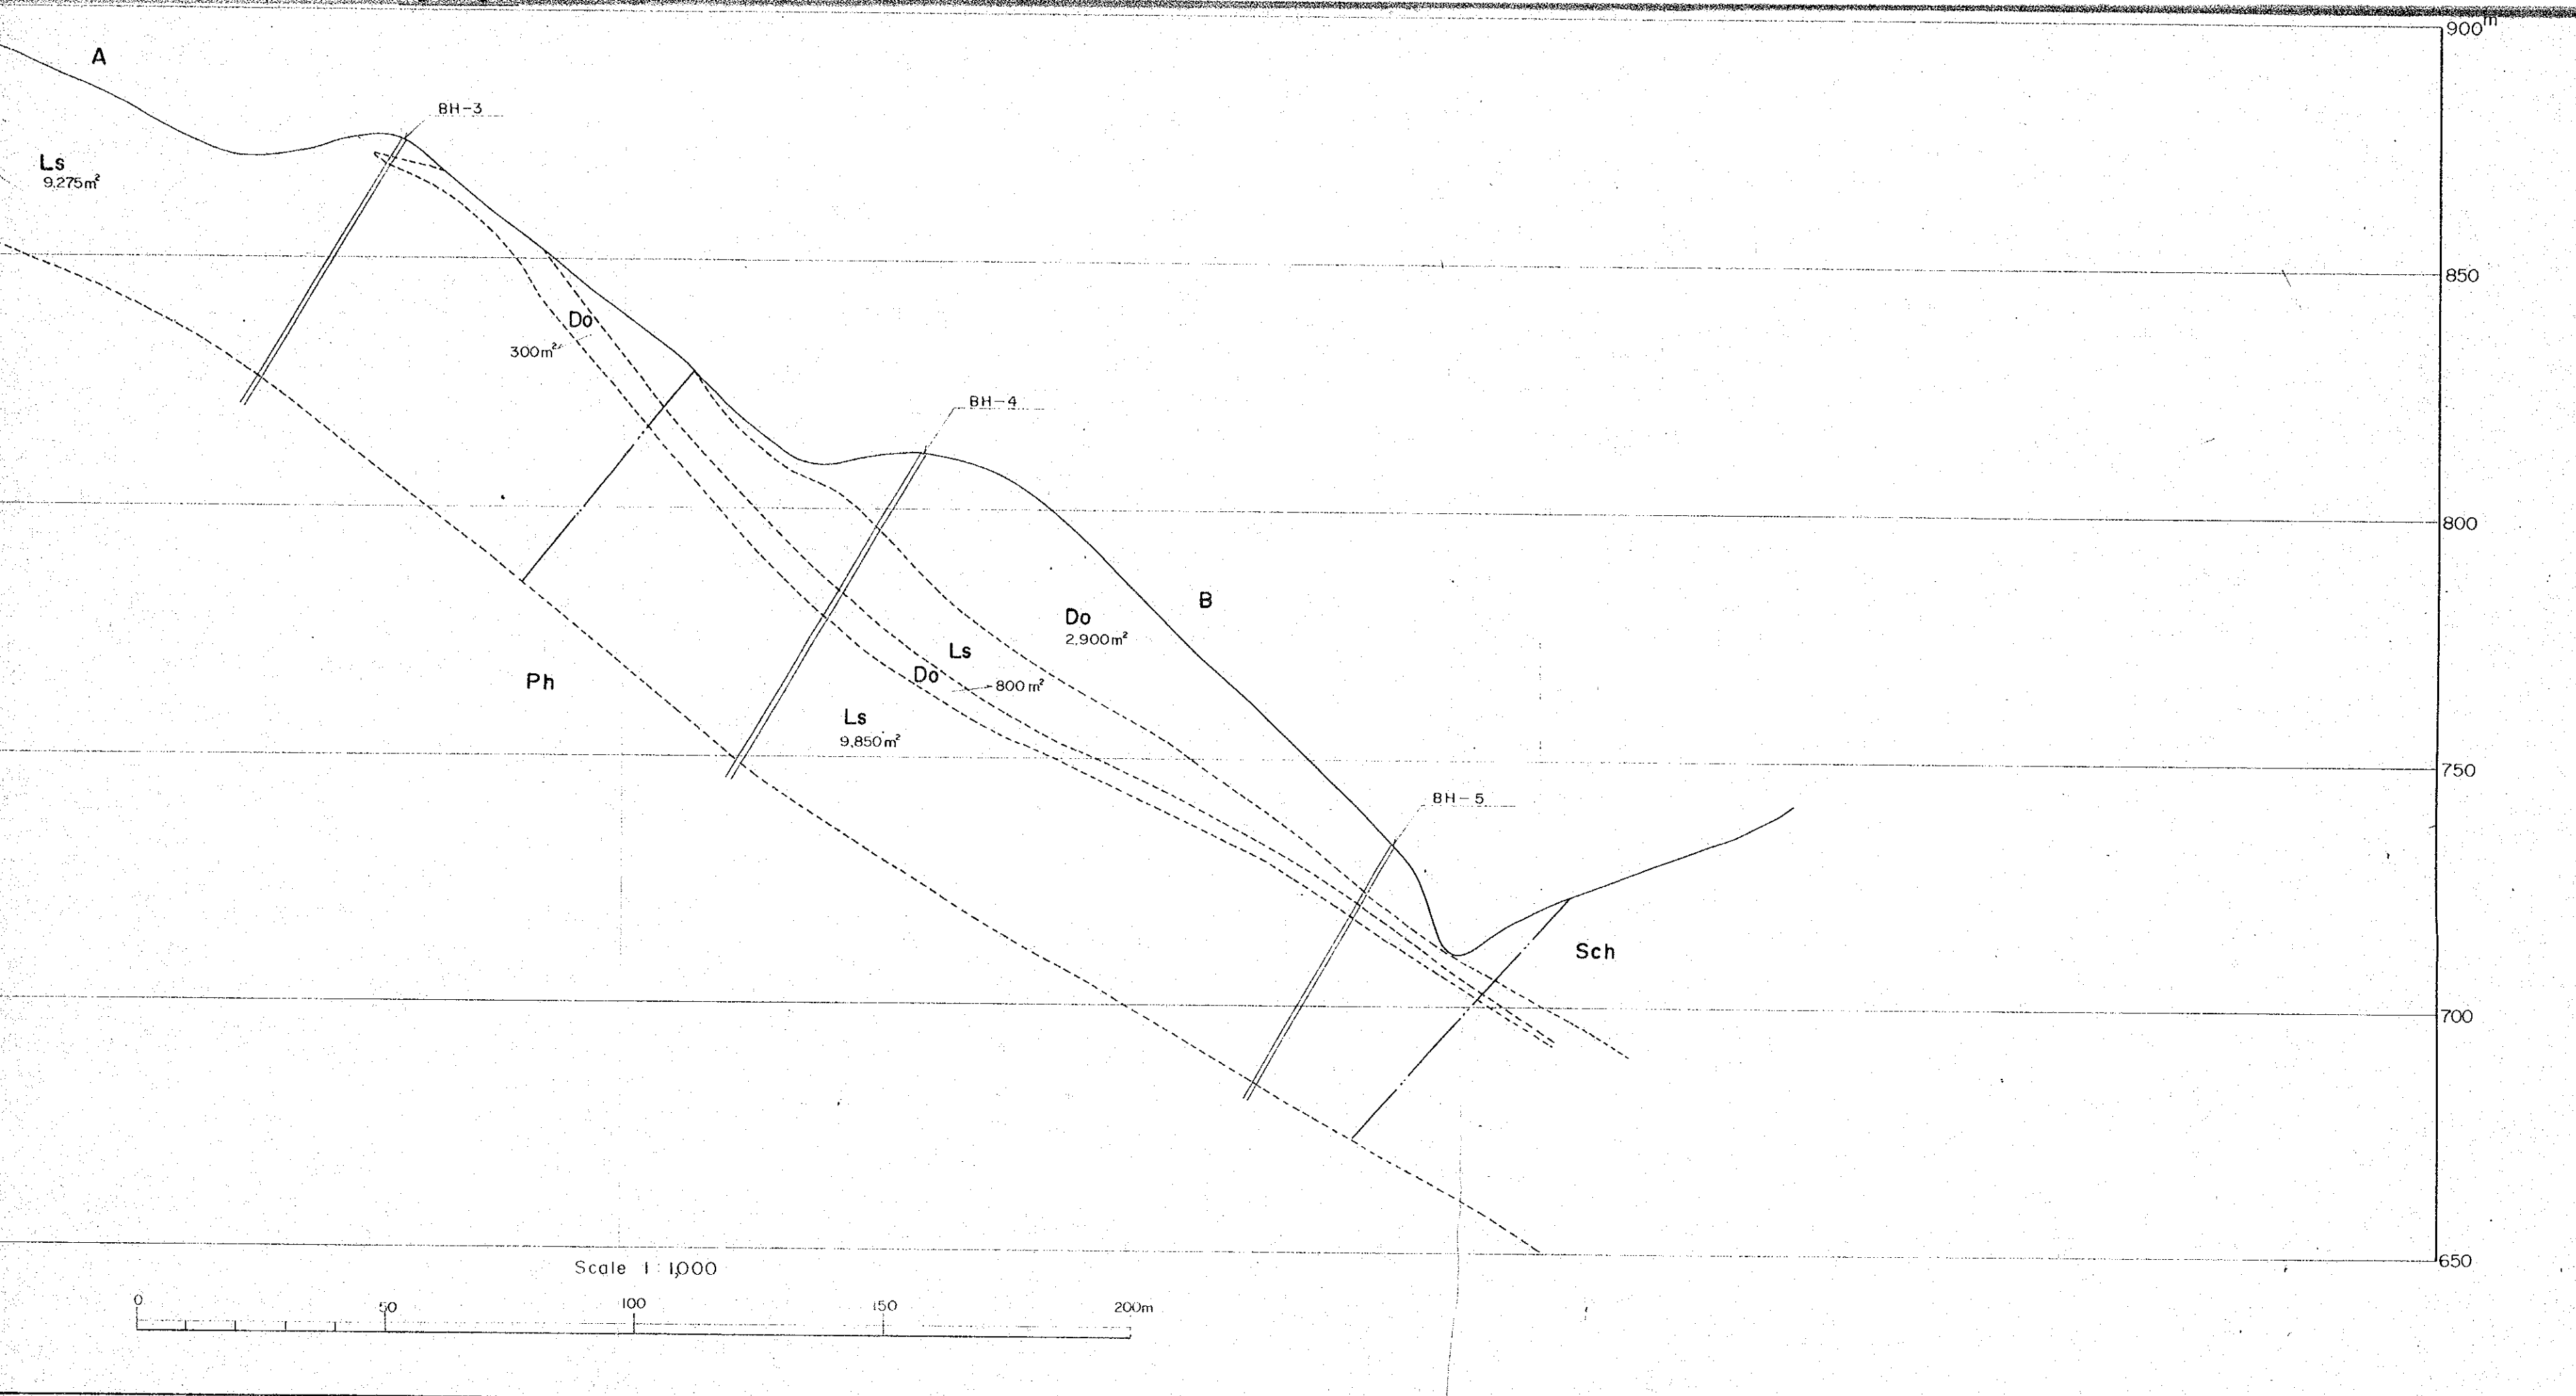 900m
A
BH-3
Ls
9,275m²
850
Do
300m²
BH-4
800
B
Do
2,900m²
Ls
Do
800m²
Ph
Ls
9,850m²
750
BH-5
Sch
700
650
Scale 1:1,000
0 50 100 150 200m